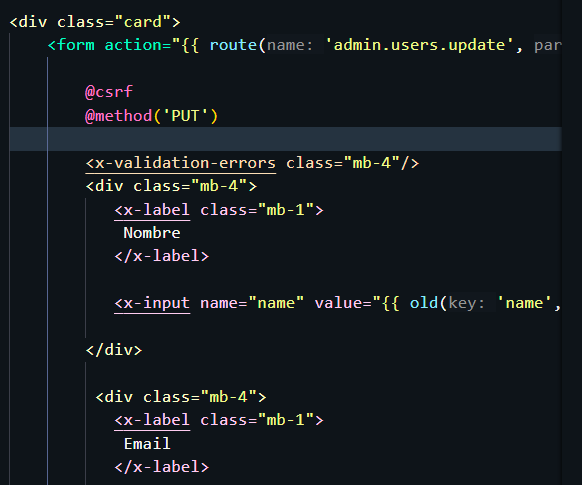 <div class="card">
<form action="{{ route(name: 'admin.users.update', par
@csrf
@method('PUT')
<x-validation-errors class="mb-4"/>
<div class="mb-4">
<x-label class="mb-1">
Nombre
</x-label>
<x-input name="name" value="{{ old(key: 'name',
</div>
<div class="mb-4">
<x-label class="mb-1">
Email
</x-label>